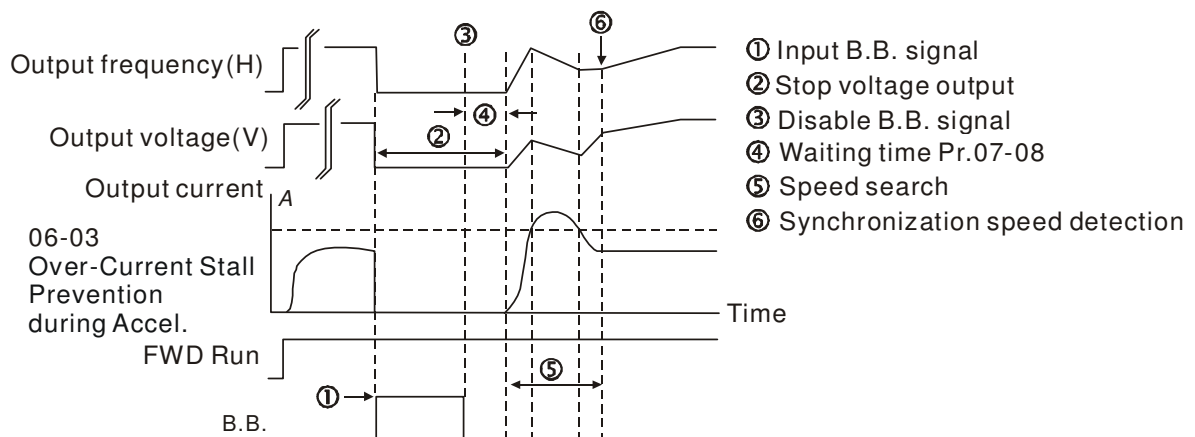 ⑥
③
Output frequency(H)
④
②
Output voltage(V)
Output current
A
06-03
Over-Current Stall
Prevention
during Accel.
Time
FWD Run
⑤
①
B.B.
① Input B.B. signal
② Stop voltage output
③ Disable B.B. signal
④ Waiting time Pr.07-08
⑤ Speed search
⑥ Synchronization speed detection